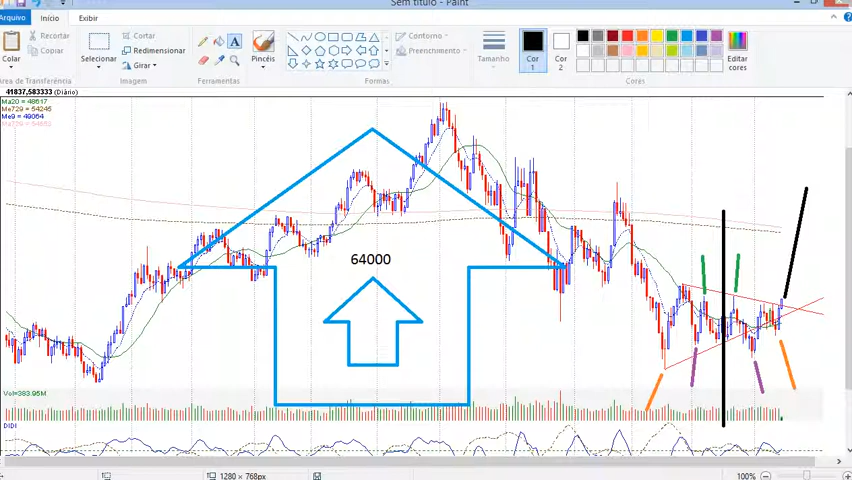 Sem título - Paint
Arquivo
Início
Exibir
Colar
Recortar
Copiar
Área de Transferência
Selecionar
Cortar
Redimensionar
Girar
Imagem
A
Ferramentas
Pincéis
Contorno
Preenchimento
Formas
Tamanho
Cor
1
Cor
2
Cores
Editar
cores
41837,583333 (Diário)
Ma20 = 48617
Me729 = 54246
Me9 = 49064
64000
Vol=383.95M
DIDI
1280 × 768px
100%